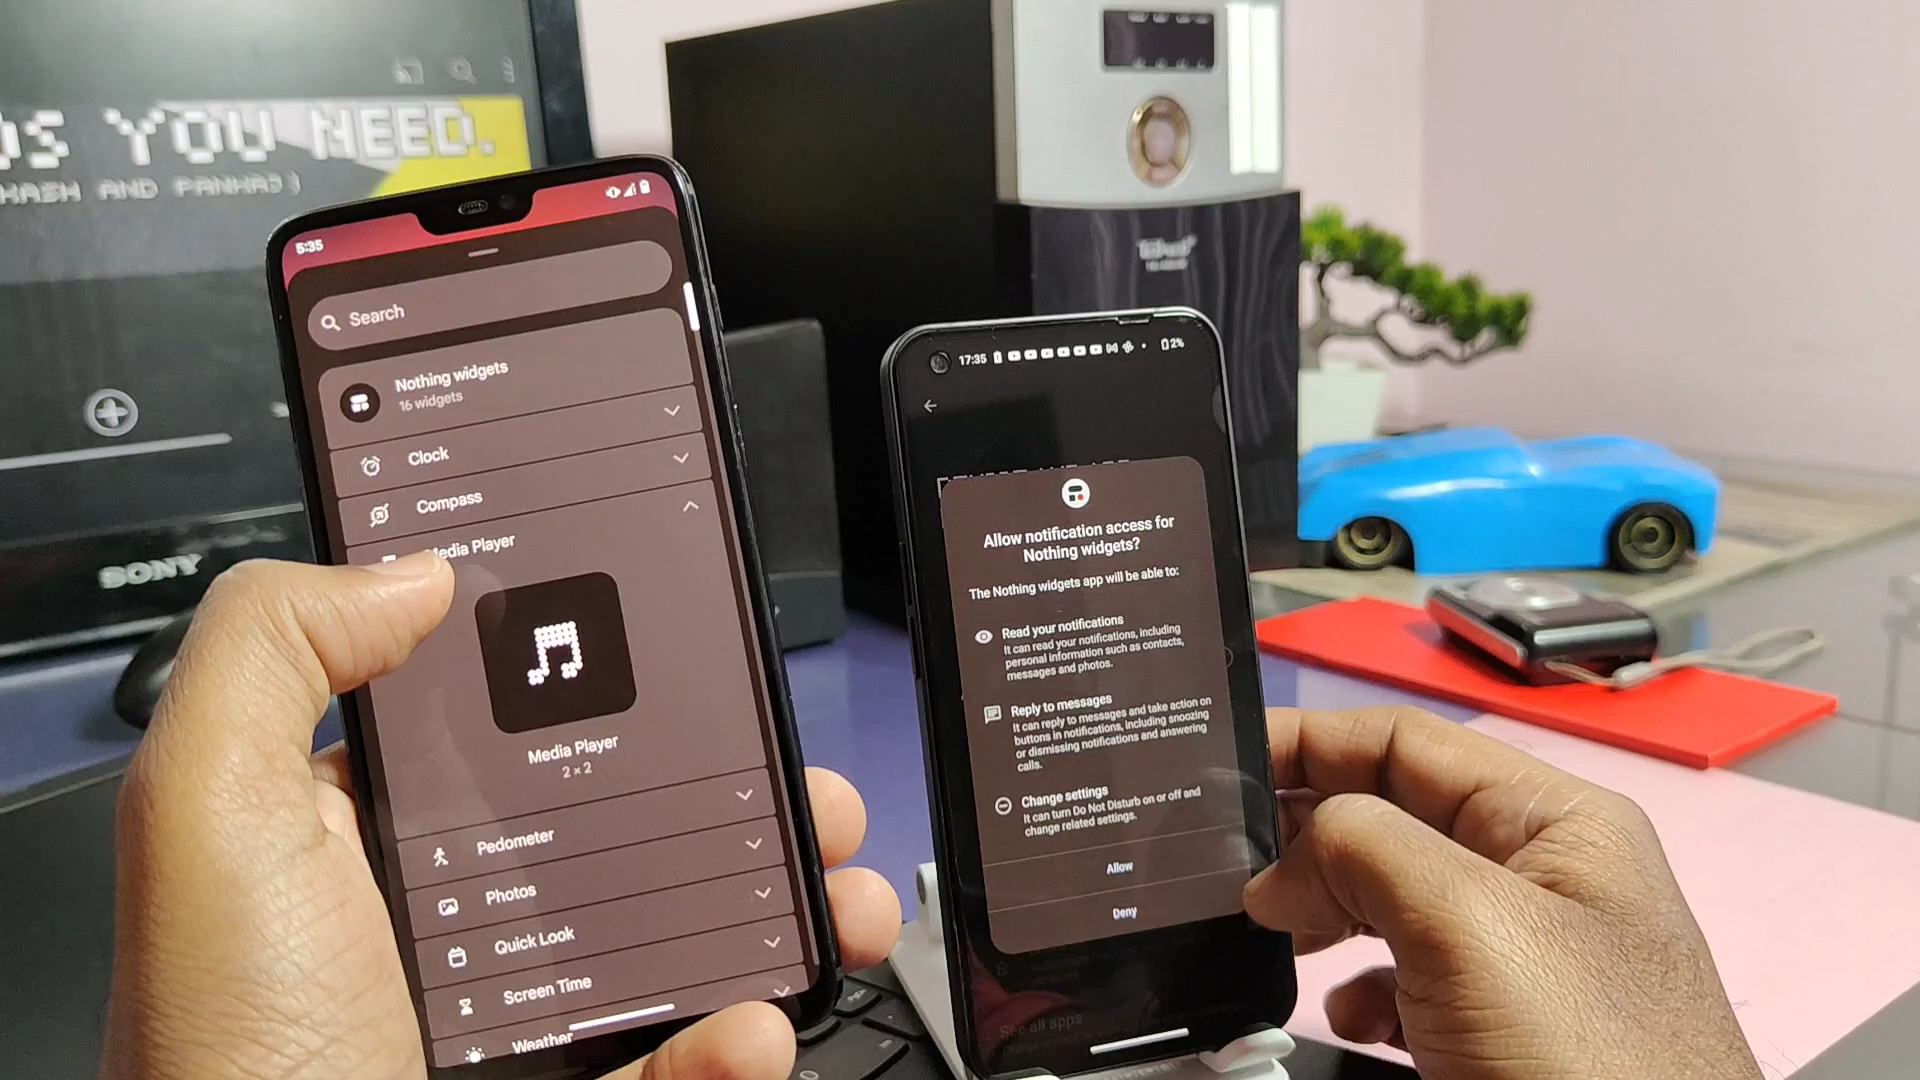 YOU NEED.
AND PANKAJ)
SONY
5:35
Search
Nothing widgets
16 widgets
Clock
Compass
Media Player
Media Player
2 × 2
Pedometer
Photos
Quick Look
Screen Time
Weather
17:35
2%
Allow notification access for
Nothing widgets?
The Nothing widgets app will be able to:
Read your notifications
It can read your notifications, including
personal information such as contacts,
messages and photos.
Reply to messages
It can reply to messages and take action on
buttons in notifications, including snoozing
or dismissing notifications and answering
calls.
Change settings
It can turn Do Not Disturb on or off and
change related settings.
Allow
Deny
See all apps